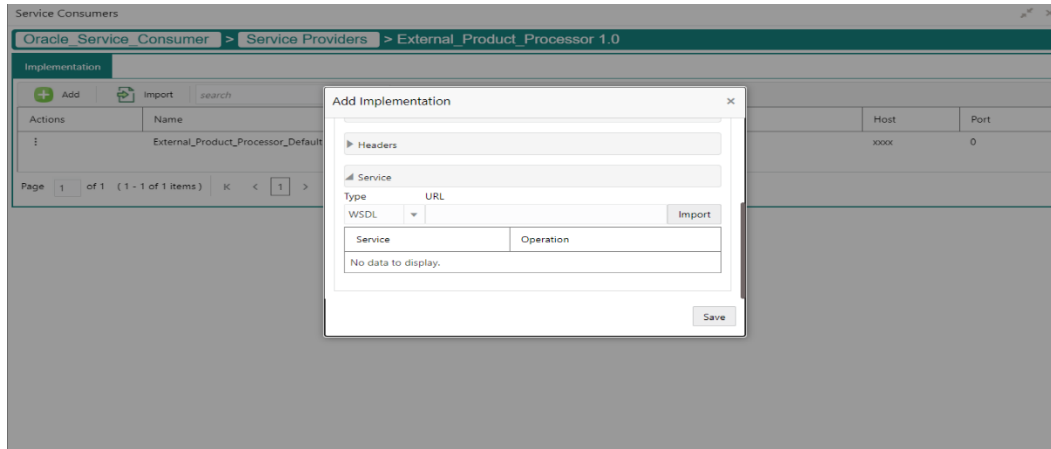 Service Consumers
Oracle_Service_Consumer > Service Providers > External_Product_Processor 1.0
Implementation
Add Import search
Actions Name Host Port
External_Product_Processor_Default xxxx 0
Page 1 of 1 (1 - 1 of 1 items) K < 1 >
Add Implementation ×
Headers
Service
Type URL
WSDL Import
Service Operation
No data to display.
Save